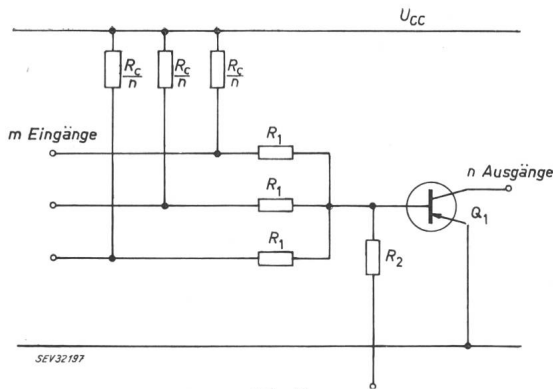 U_CC
R_c/n R_c/n R_c/n
m Eingänge
R_1
n Ausgänge
R_1
Q_1
R_1
R_2
SEV32197